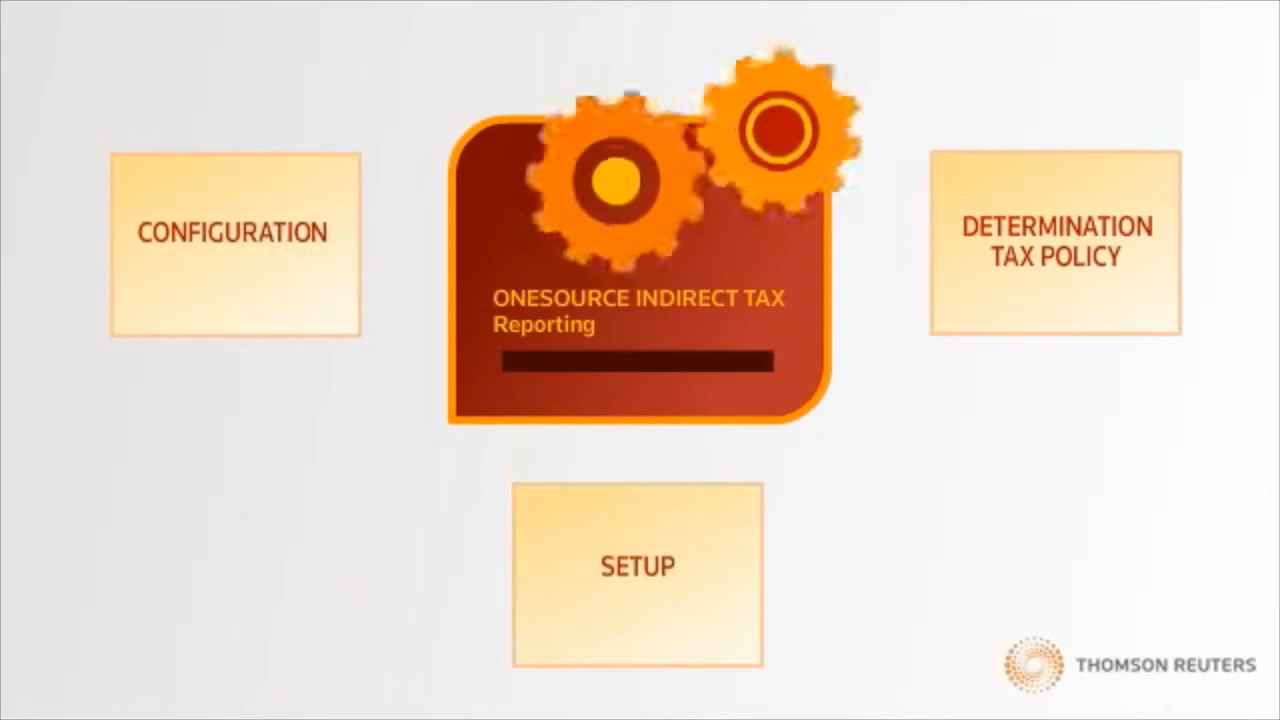 CONFIGURATION
ONESOURCE INDIRECT TAX
Reporting
DETERMINATION
TAX POLICY
SETUP
THOMSON REUTERS